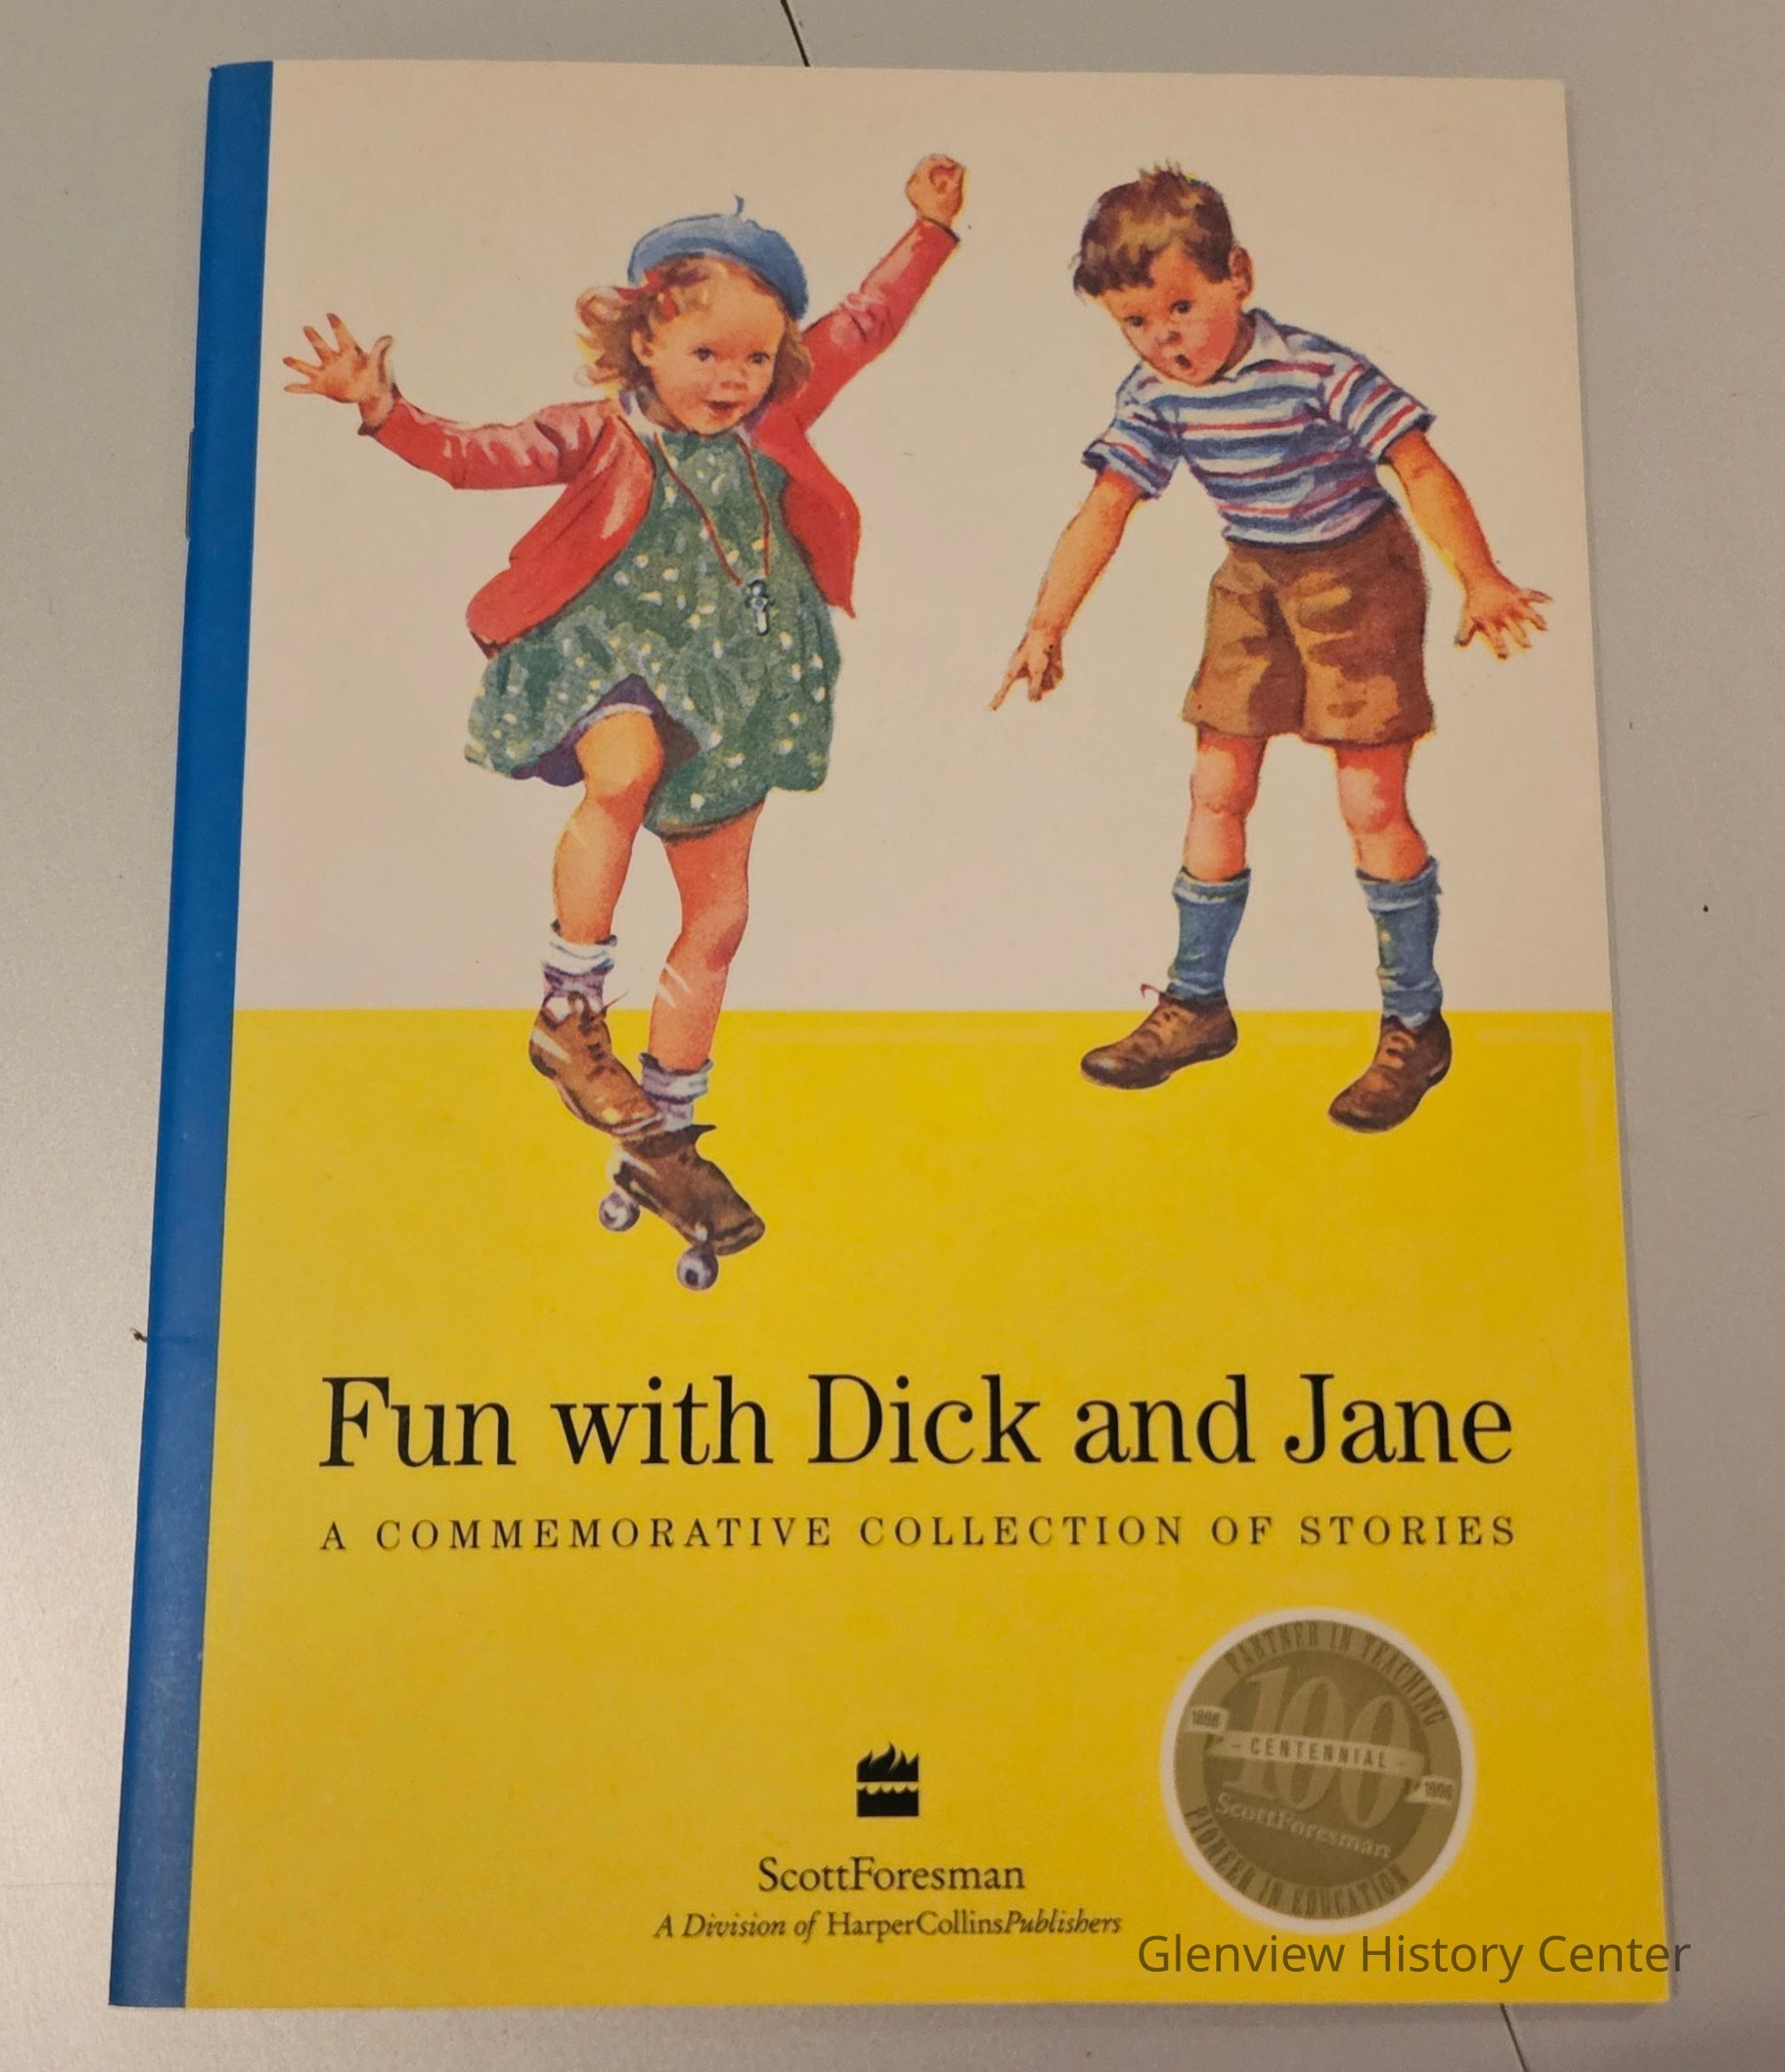 Fun with Dick and Jane
A COMMEMORATIVE COLLECTION OF STORIES
PARTNER IN TEACHING
100
1896
- CENTENNIAL -
1996
ScottForesman
PIONEER IN EDUCATION
ScottForesman
A Division of HarperCollinsPublishers
Glenview History Center